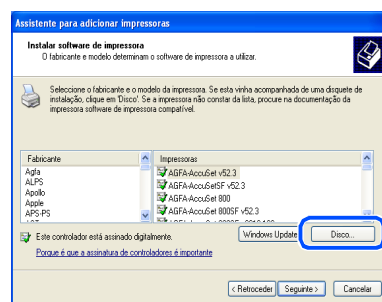 Assistente para adicionar impressoras
Instalar software de impressora
O fabricante e modelo determinam o software de impressora a utilizar.
Seleccione o fabricante e o modelo da impressora. Se esta vinha acompanhada de uma disquete de
instalação, clique em 'Disco'. Se a impressora não constar da lista, procure na documentação da
impressora software de impressora compatível.
Fabricante
Agfa
ALPS
Apollo
Apple
APS-PS
Impressoras
AGFA-AccuSet v52.3
AGFA-AccuSetSF v52.3
AGFA-AccuSet 800
AGFA-AccuSet 800SF v52.3
Este controlador está assinado digitalmente.
Porque é que a assinatura de controladores é importante
Windows Update
Disco...
< Retroceder
Seguinte >
Cancelar